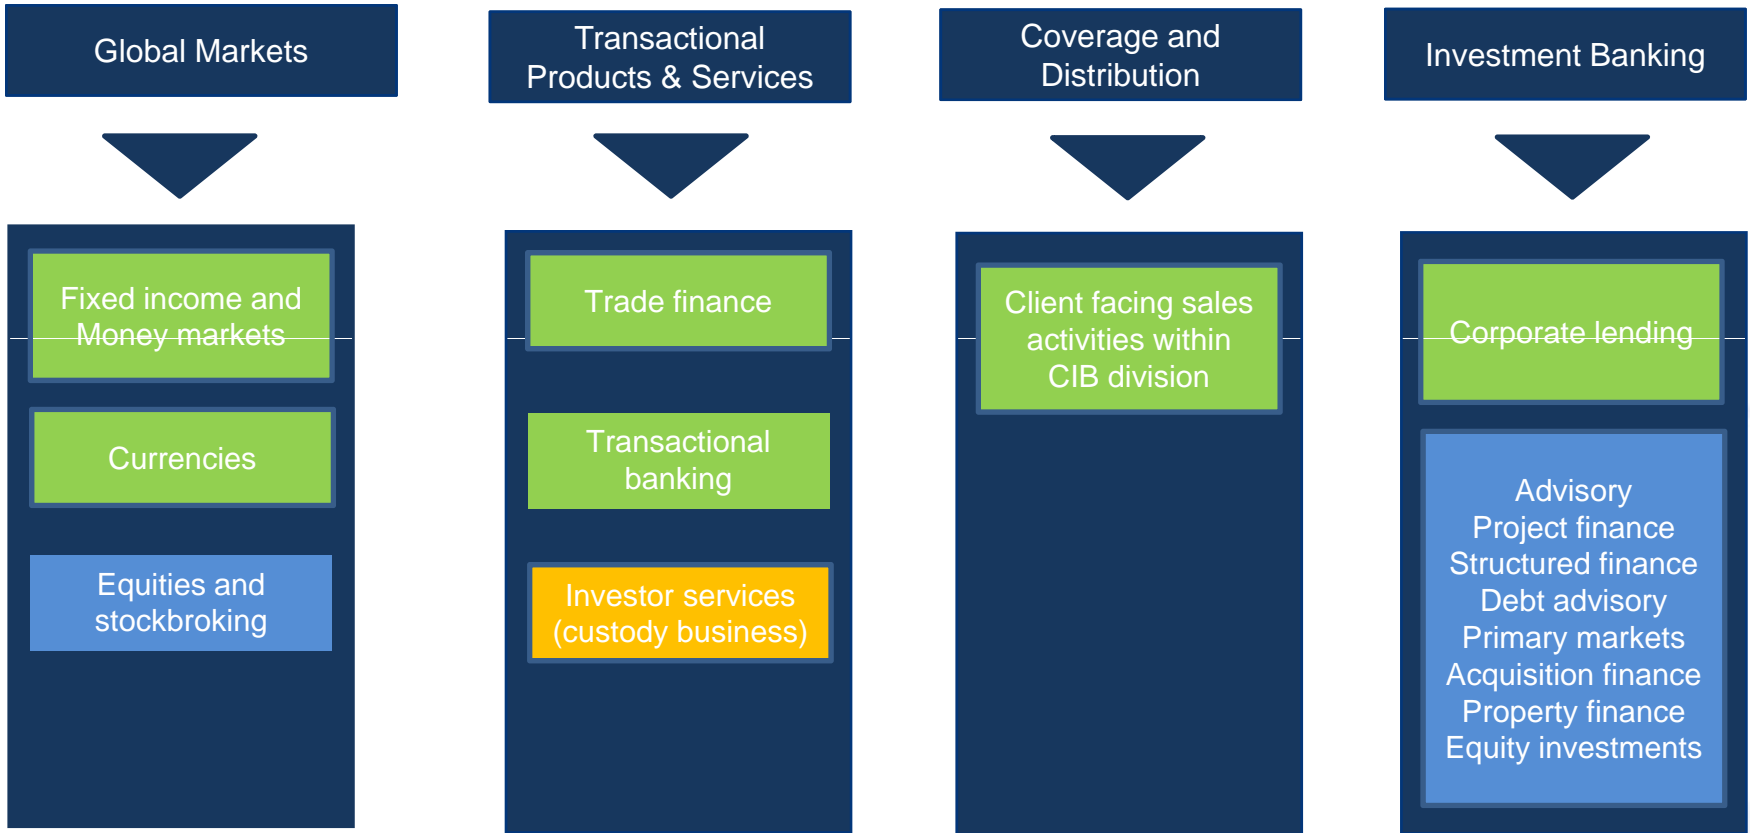 Global Markets
Transactional
Products & Services
Coverage and
Distribution
Investment Banking
Fixed income and
Money markets
Currencies
Equities and
stockbroking
Trade finance
Transactional
banking
Investor services
(custody business)
Client facing sales
activities within
CIB division
Corporate lending
Advisory
Project finance
Structured finance
Debt advisory
Primary markets
Acquisition finance
Property finance
Equity investments